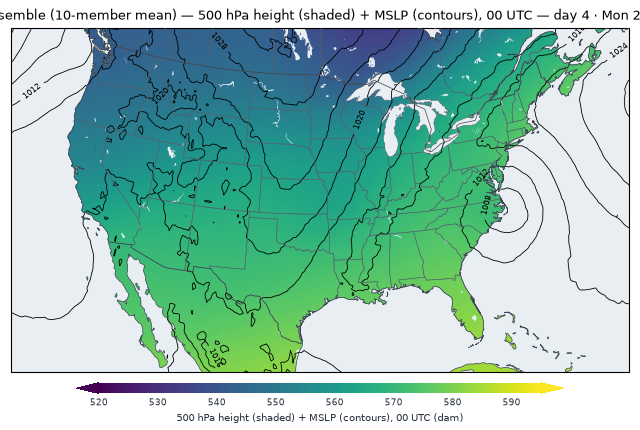 semble (10-member mean) — 500 hPa height (shaded) + MSLP (contours), 00 UTC — day 4 · Mon 2
1012
1028
1020
1020
1024
1012
1008
1016
520 530 540 550 560 570 580 590
500 hPa height (shaded) + MSLP (contours), 00 UTC (dam)